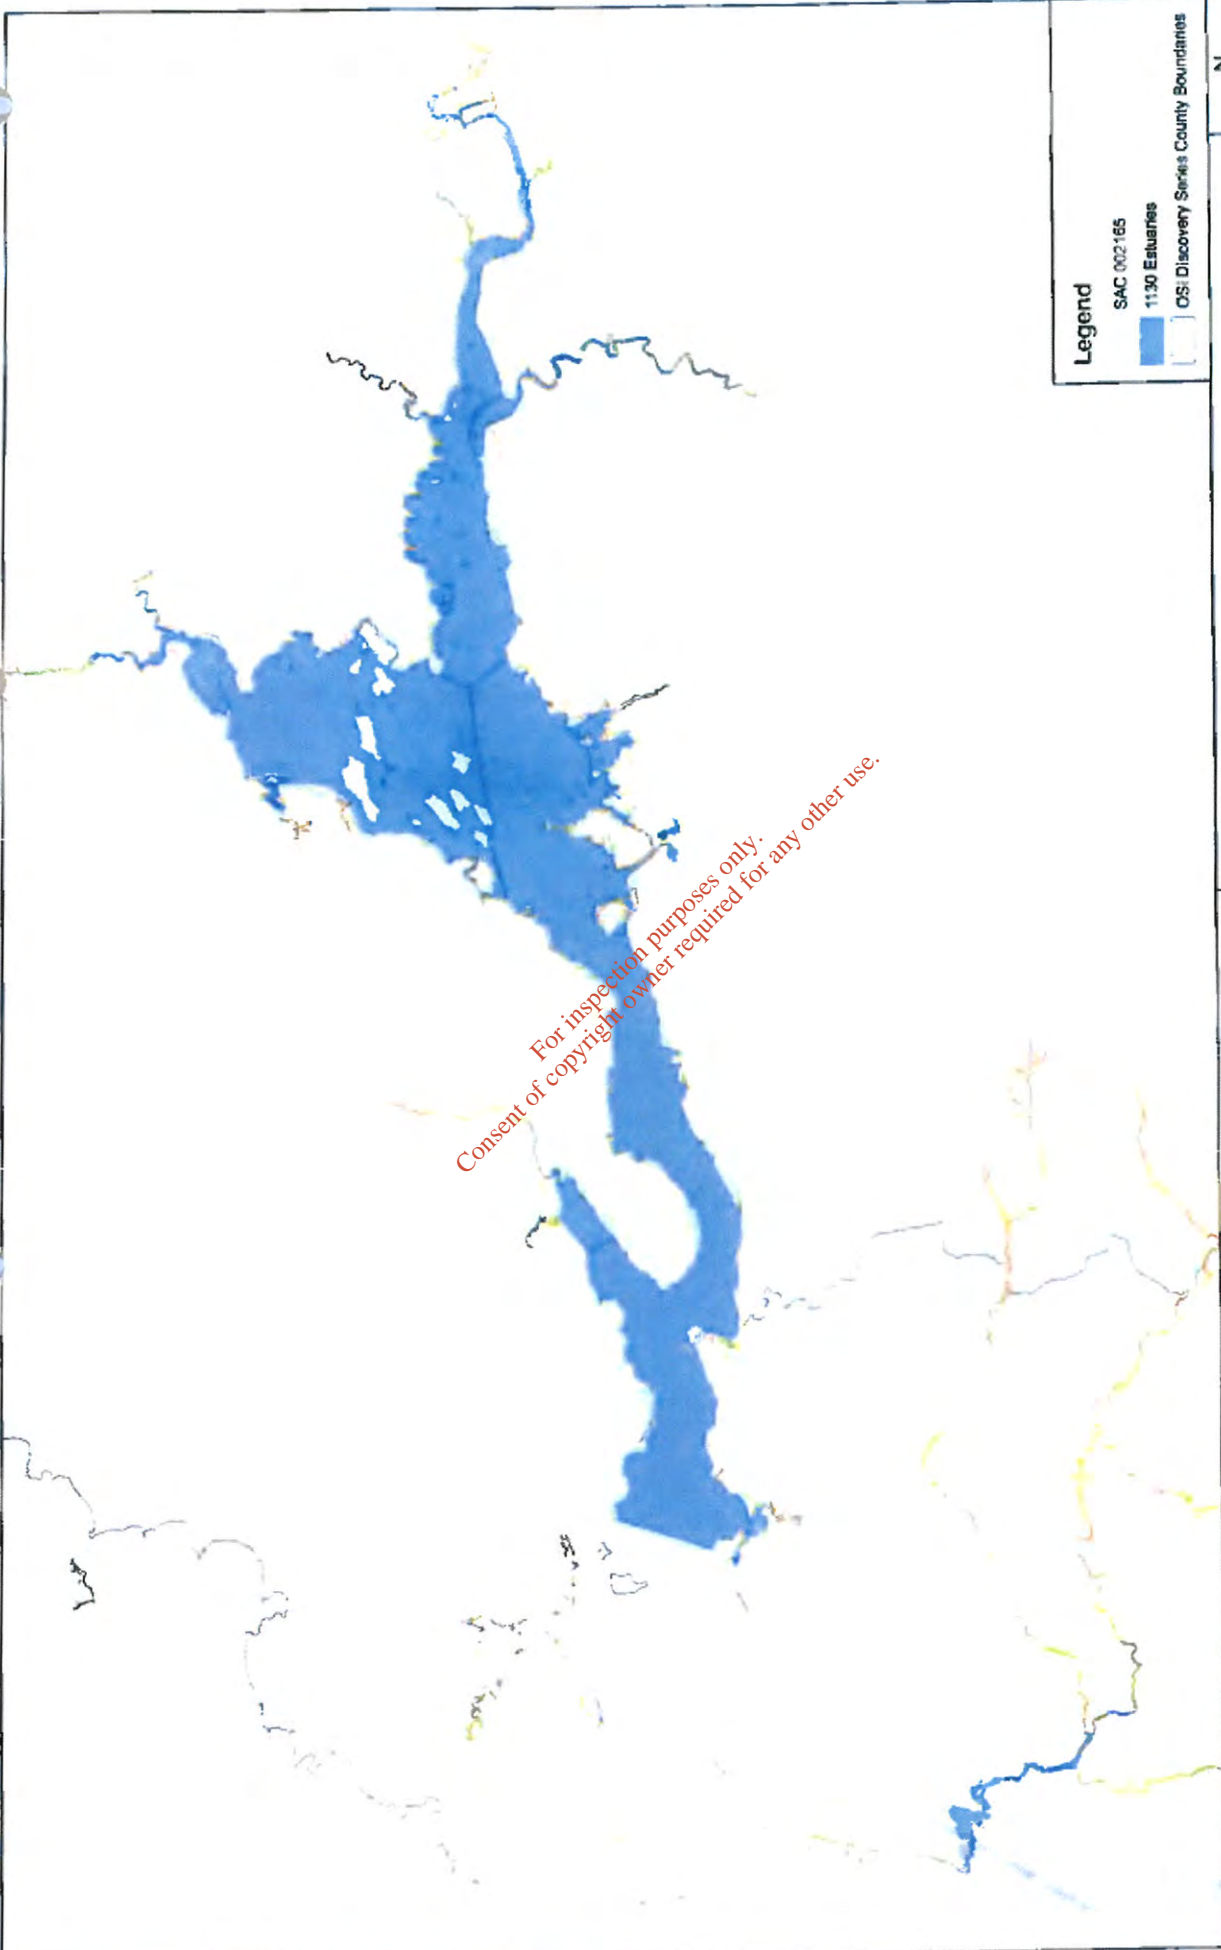 Legend
SAC 002165
1130 Estuaries
OSi Discovery Series County Boundaries
N
For inspection purposes only.
Consent of copyright owner required for any other use.